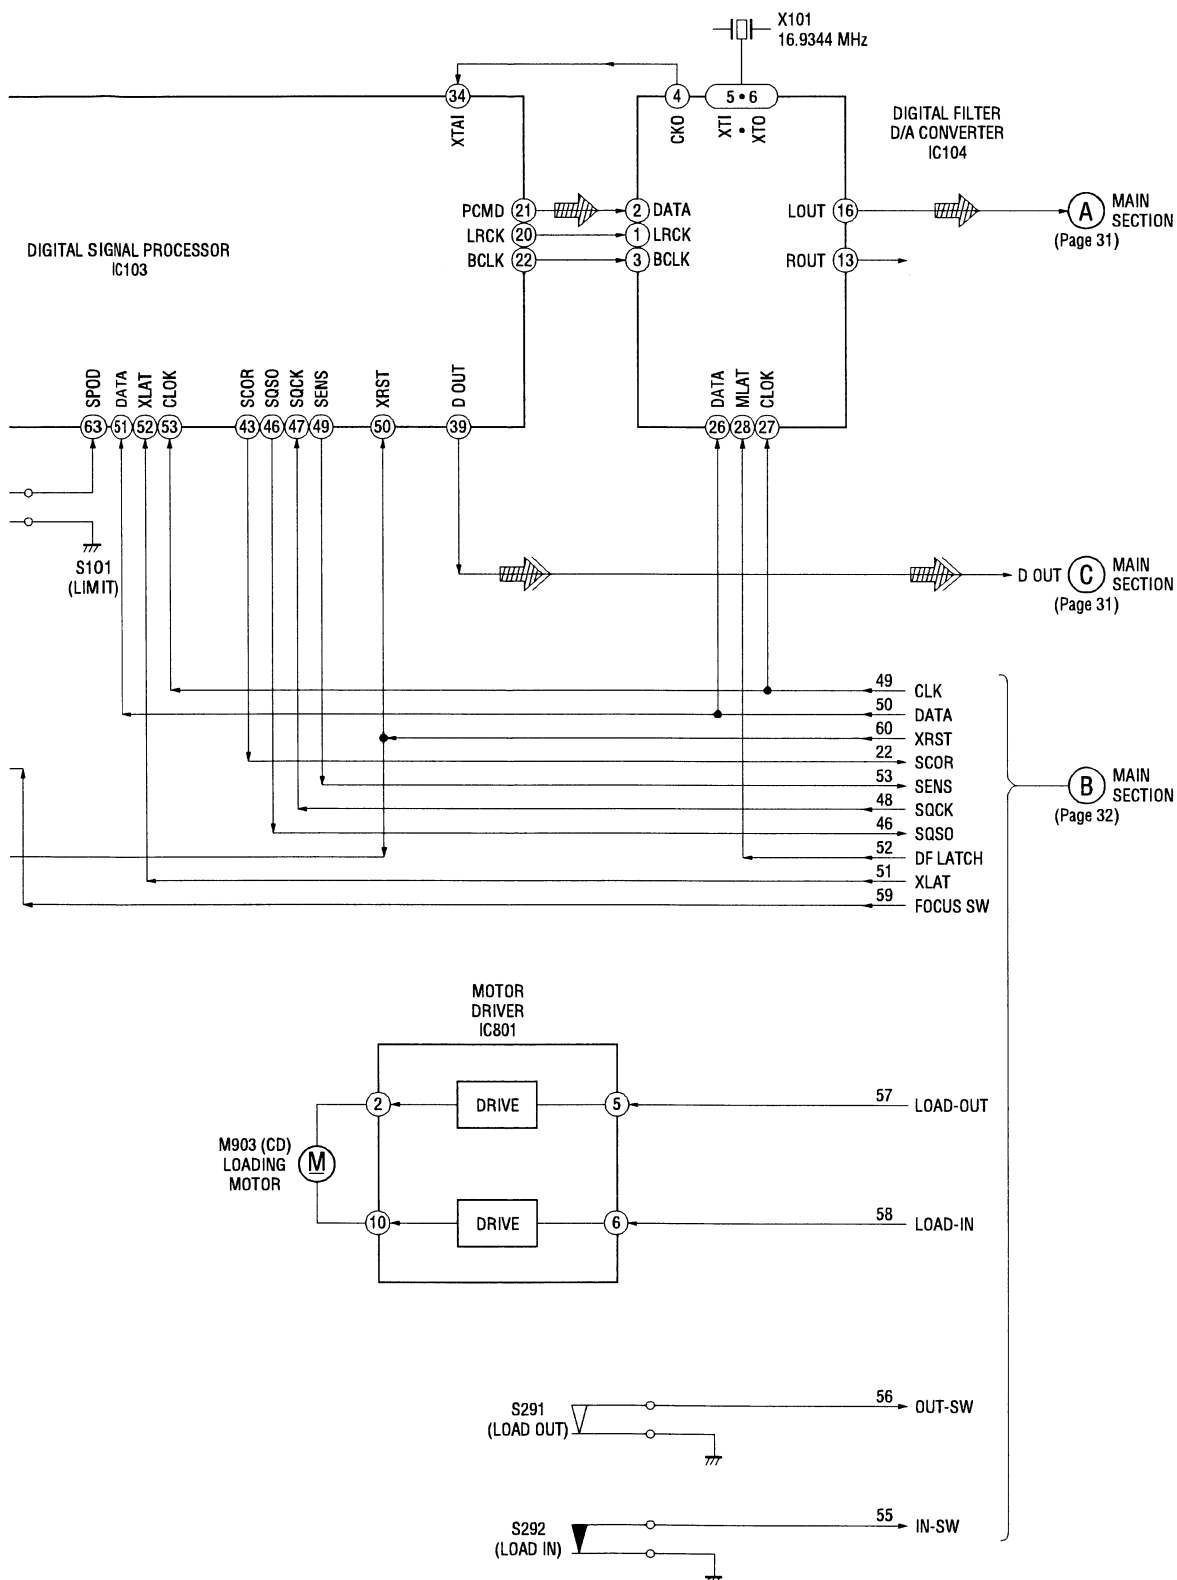 X101
16.9344 MHz
34
4
5 • 6
XTAI
CKO
XTI
•
XTO
DIGITAL FILTER
D/A CONVERTER
IC104
PCMD 21
2 DATA
LOUT 16
A
MAIN
SECTION
(Page 31)
LRCK 20
1 LRCK
BCLK 22
3 BCLK
ROUT 13
DIGITAL SIGNAL PROCESSOR
IC103
SPOD
DATA
XLAT
CLOK
SCOR
SQSO
SQCK
SENS
XRST
D OUT
DATA
MLAT
CLOK
63 51 52 53 43 46 47 49 50 39
26 28 27
S101
(LIMIT)
D OUT
C
MAIN
SECTION
(Page 31)
49 CLK
50 DATA
60 XRST
22 SCOR
53 SENS
48 SQCK
46 SQSO
52 DF LATCH
51 XLAT
59 FOCUS SW
B
MAIN
SECTION
(Page 32)
MOTOR
DRIVER
IC801
2
DRIVE
5
57 LOAD-OUT
M903 (CD)
LOADING
MOTOR
M
10
DRIVE
6
58 LOAD-IN
S291
(LOAD OUT)
56 OUT-SW
S292
(LOAD IN)
55 IN-SW